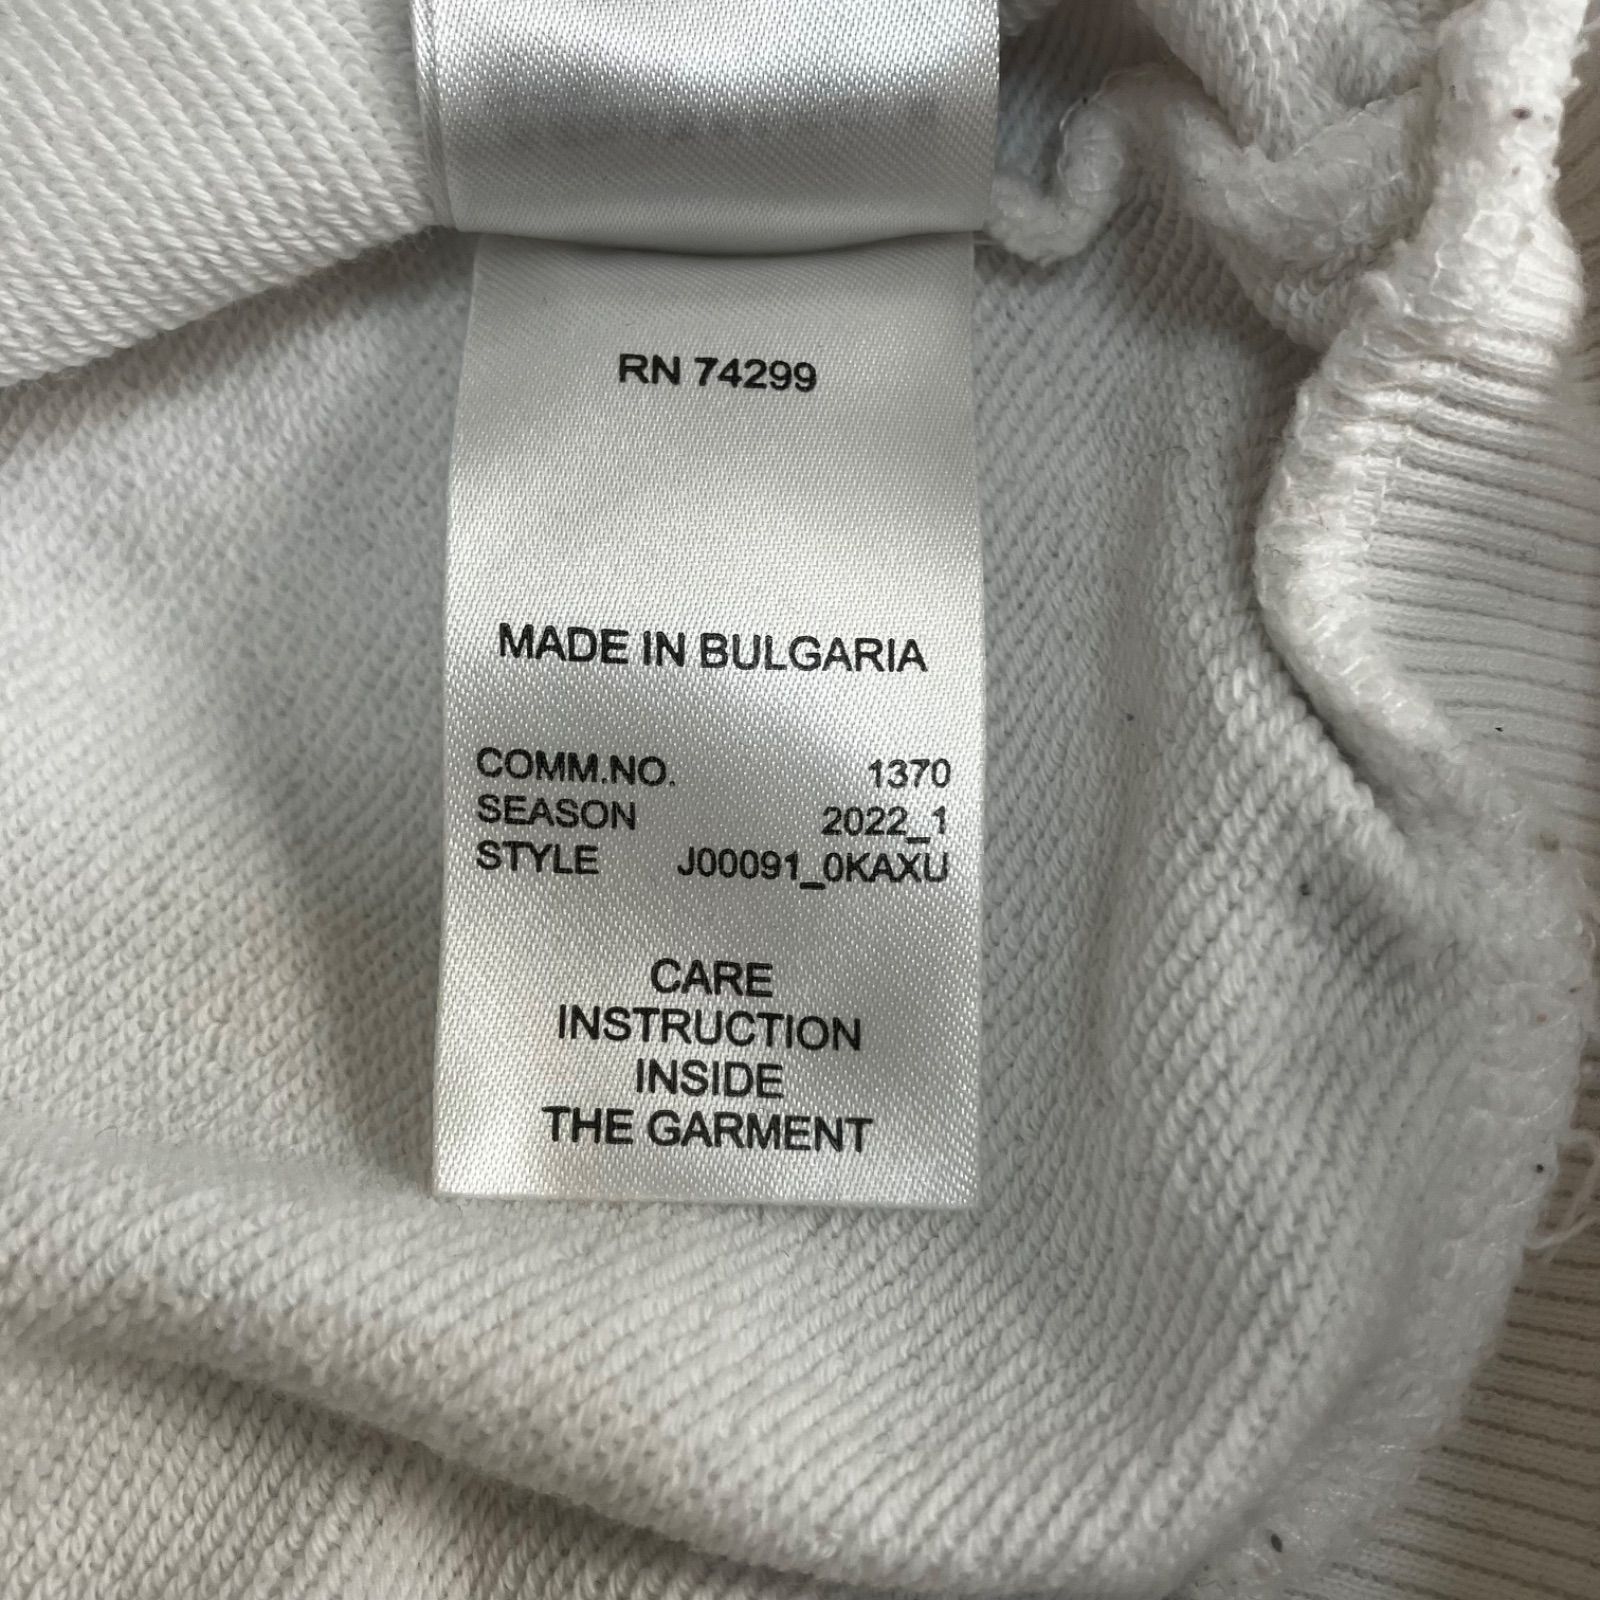 RN 74299
MADE IN BULGARIA
COMM.NO. 1370
SEASON 2022_1
STYLE J00091_0KAXU
CARE
INSTRUCTION
INSIDE
THE GARMENT